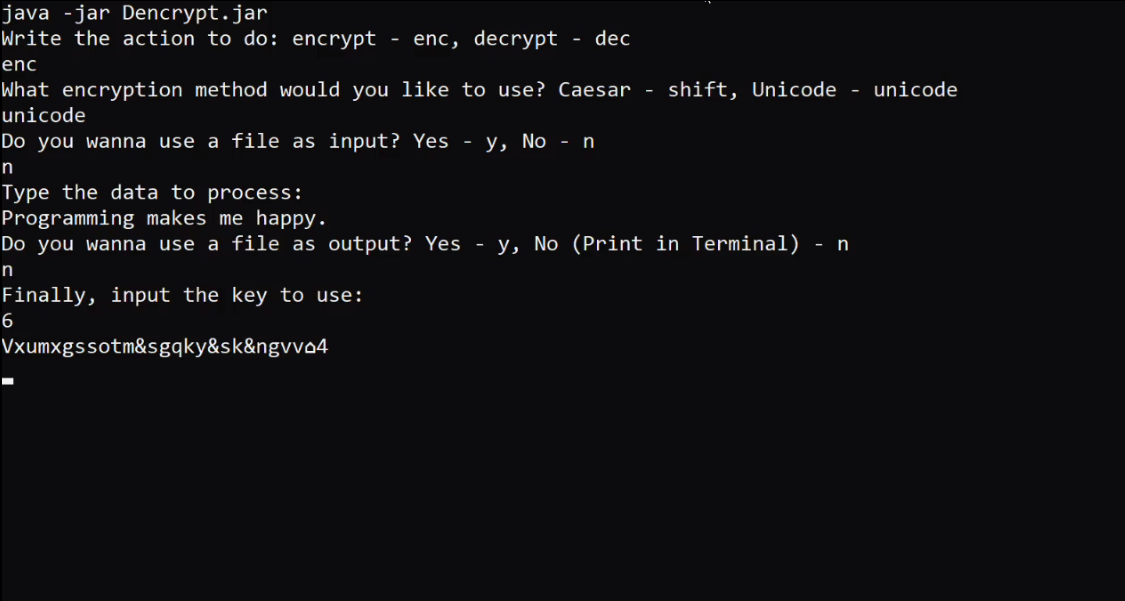 java -jar Dencrypt.jar
Write the action to do: encrypt - enc, decrypt - dec
enc
What encryption method would you like to use? Caesar - shift, Unicode - unicode
unicode
Do you wanna use a file as input? Yes - y, No - n
n
Type the data to process:
Programming makes me happy.
Do you wanna use a file as output? Yes - y, No (Print in Terminal) - n
n
Finally, input the key to use:
6
Vxumxgssotm&sgqky&sk&ngvv⌂4